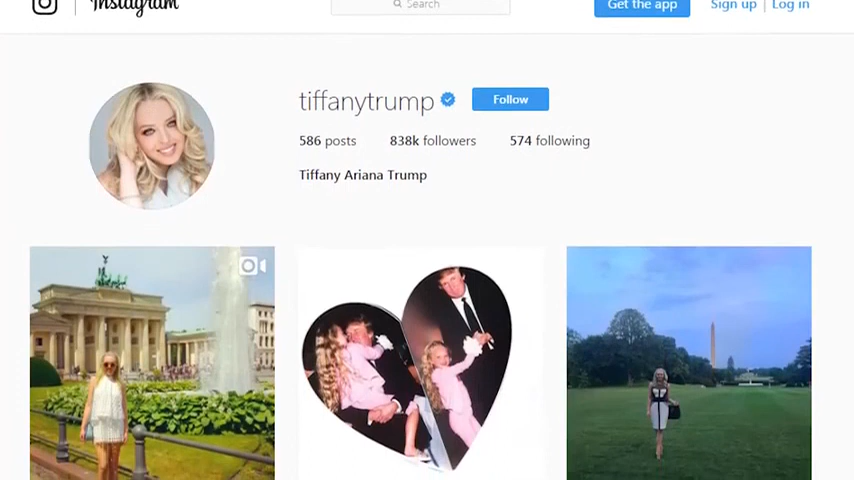 Instagram
Search
Get the app
Sign up | Log in
tiffanytrump
Follow
586 posts 838k followers 574 following
Tiffany Ariana Trump